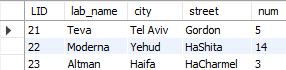 LID lab_name city street num
21 Teva Tel Aviv Gordon 5
22 Moderna Yehud HaShita 14
23 Altman Haifa HaCharmel 3